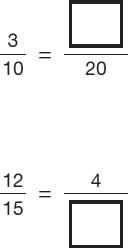 3/10 = □/20
12/15 = 4/□